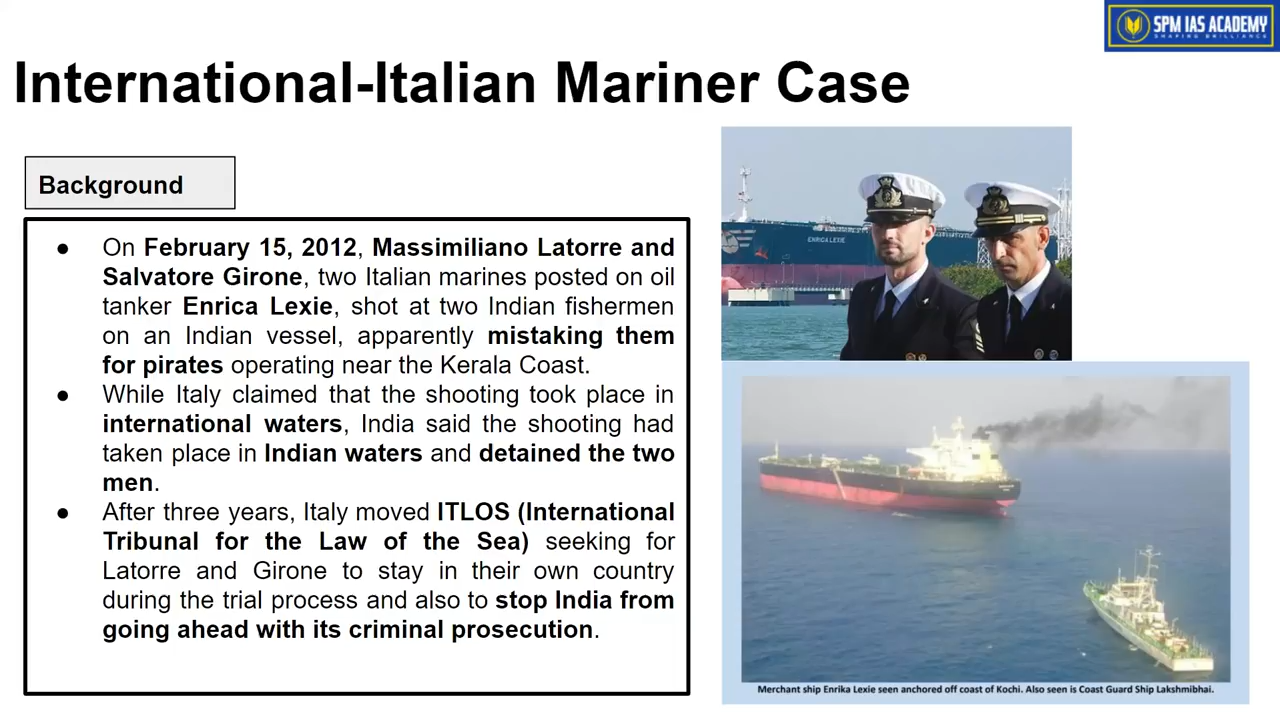 SPM IAS ACADEMY
SHAPING BRILLIANCE
International-Italian Mariner Case
Background
● On February 15, 2012, Massimiliano Latorre and
Salvatore Girone, two Italian marines posted on oil
tanker Enrica Lexie, shot at two Indian fishermen
on an Indian vessel, apparently mistaking them
for pirates operating near the Kerala Coast.
● While Italy claimed that the shooting took place in
international waters, India said the shooting had
taken place in Indian waters and detained the two
men.
● After three years, Italy moved ITLOS (International
Tribunal for the Law of the Sea) seeking for
Latorre and Girone to stay in their own country
during the trial process and also to stop India from
going ahead with its criminal prosecution.
ENRICA LEXIE
Merchant ship Enrika Lexie seen anchored off coast of Kochi. Also seen is Coast Guard Ship Lakshmibhai.